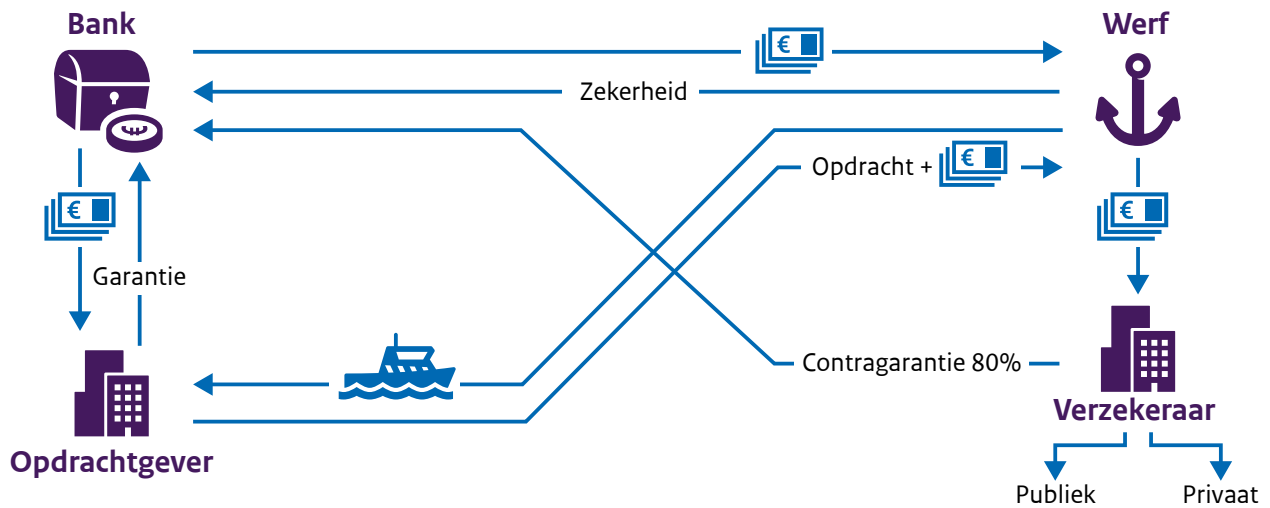 Bank
Werf
€
Zekerheid
Opdracht + €
€
€
Garantie
Contragarantie 80%
Verzekeraar
Opdrachtgever
Publiek
Privaat